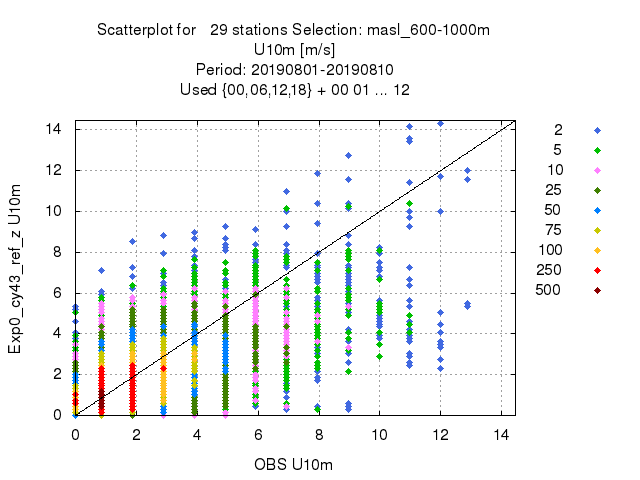 Scatterplot for   29 stations Selection: masl_600-1000m
U10m [m/s]
Period: 20190801-20190810
Used {00,06,12,18} + 00 01 ... 12
Exp0_cy43_ref_z U10m
14
12
10
8
6
4
2
0
0 2 4 6 8 10 12 14
OBS U10m
2
5
10
25
50
75
100
250
500